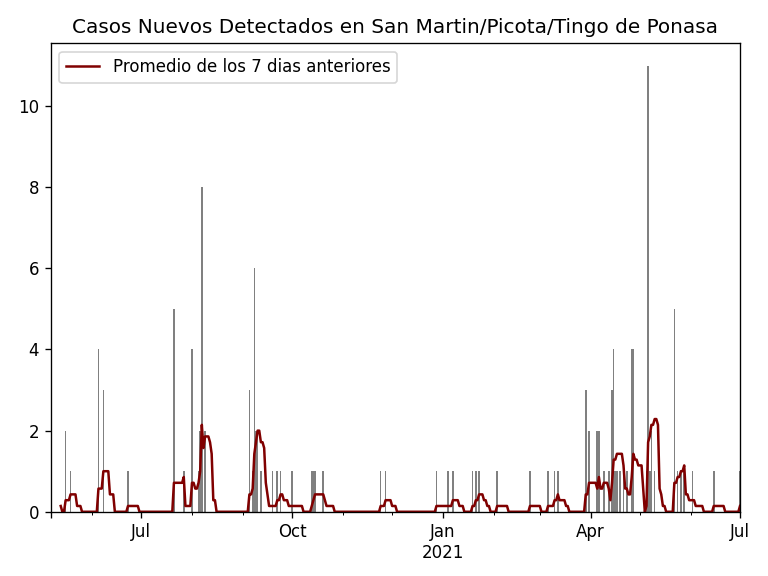 Casos Nuevos Detectados en San Martin/Picota/Tingo de Ponasa
Promedio de los 7 dias anteriores
10
8
6
4
2
0
Jul
Oct
Jan
2021
Apr
Jul